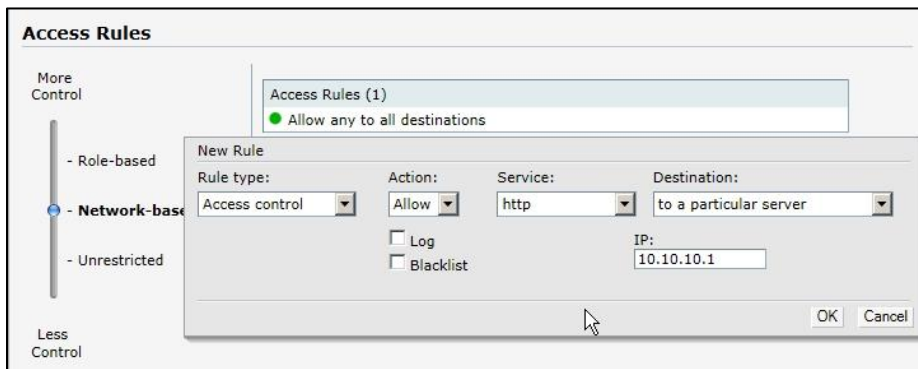 Access Rules
More
Control
Access Rules (1)
Allow any to all destinations
New Rule
- Role-based
Rule type: Action: Service: Destination:
Access control Allow http to a particular server
- Network-base
Log IP:
Blacklist 10.10.10.1
- Unrestricted
OK Cancel
Less
Control